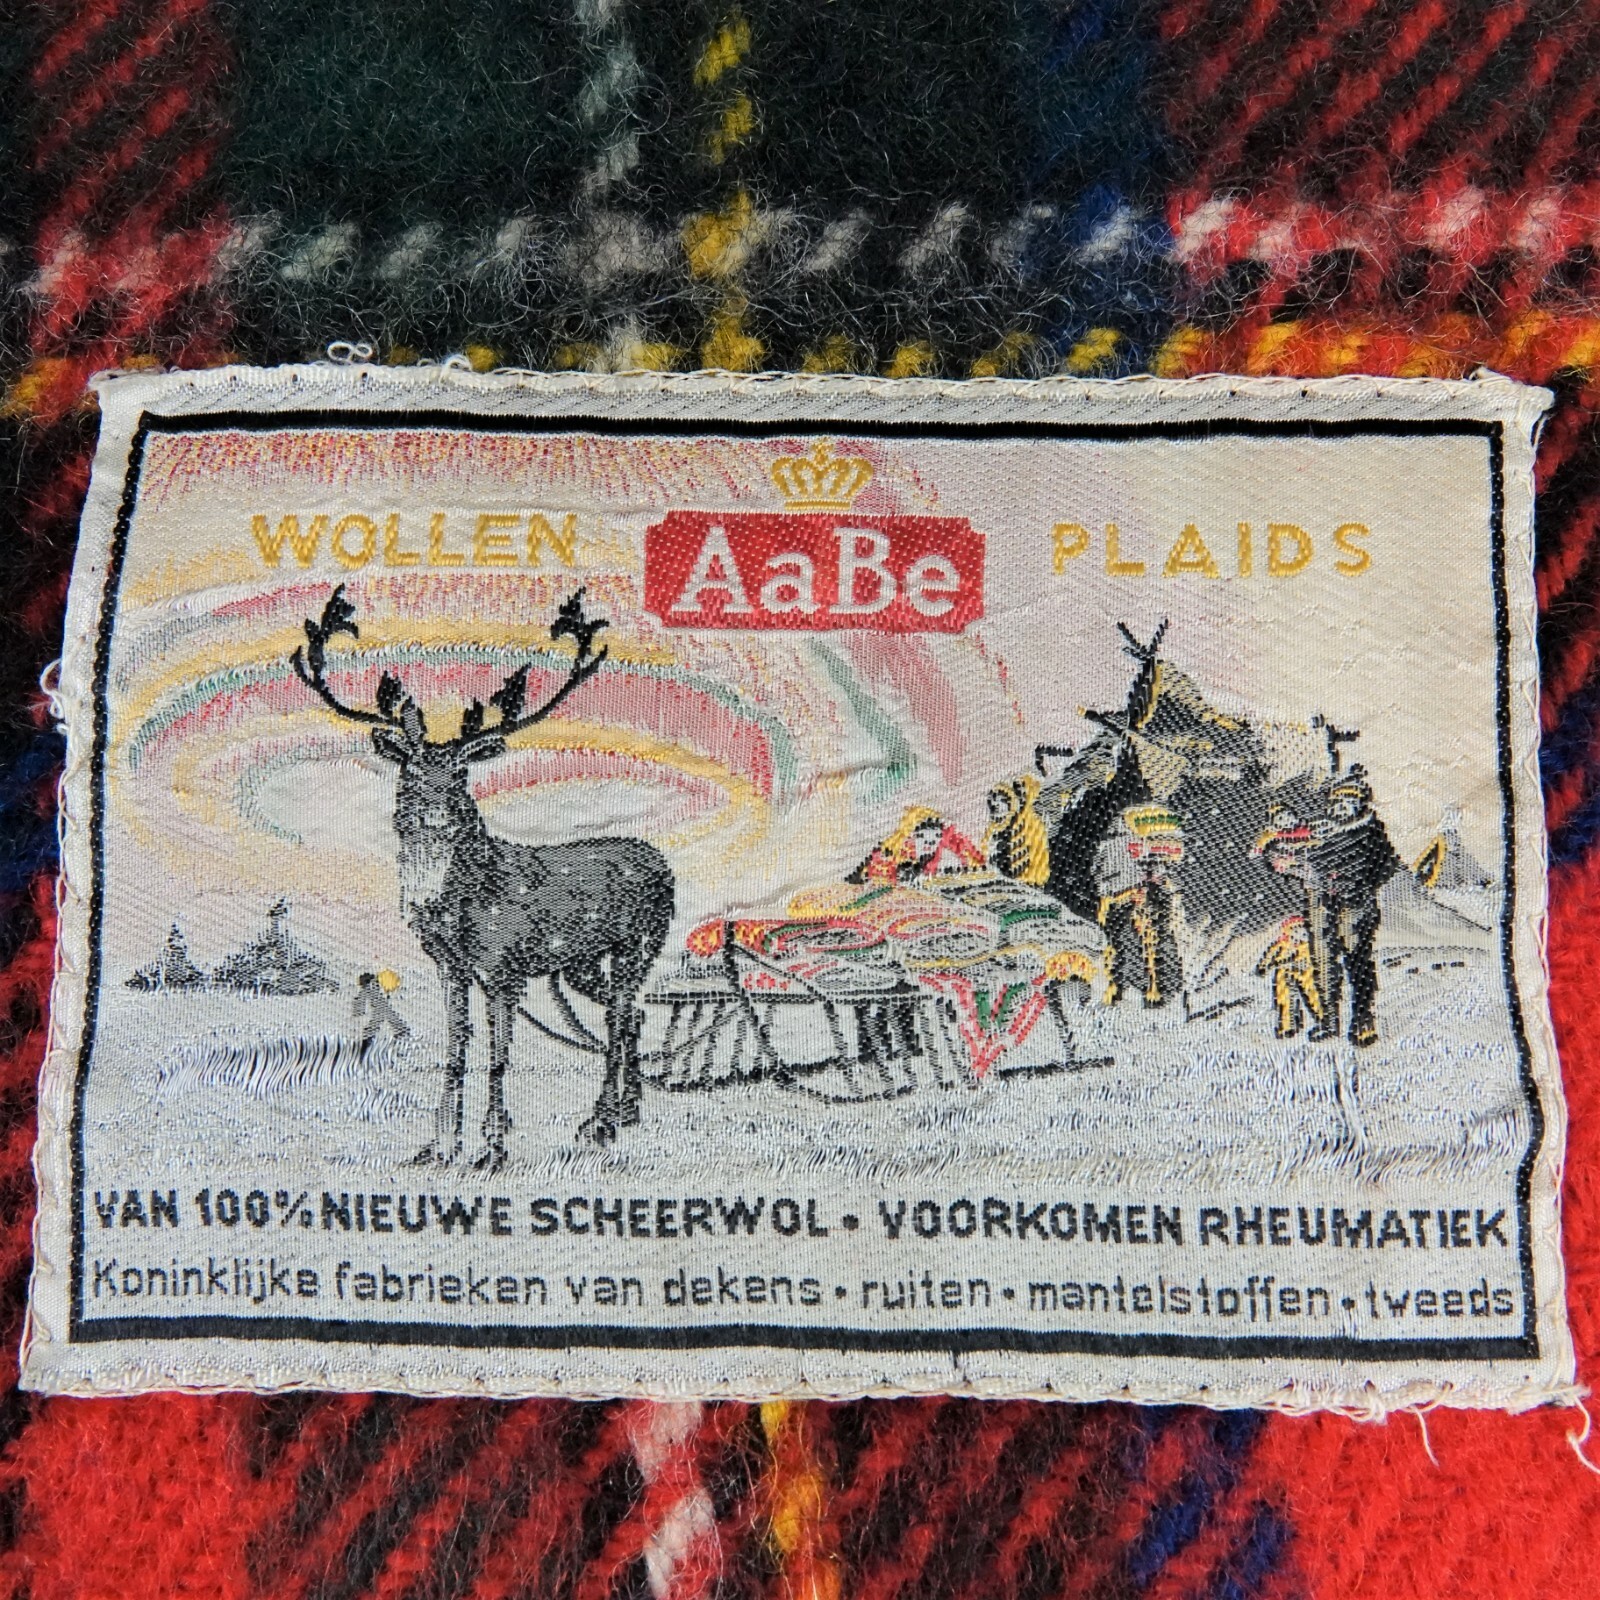 WOLLEN AaBe PLAIDS
VAN 100% NIEUWE SCHEERWOL • VOORKOMEN RHEUMATIEK
Koninklijke fabrieken van dekens • ruiten • mantelstoffen • tweeds